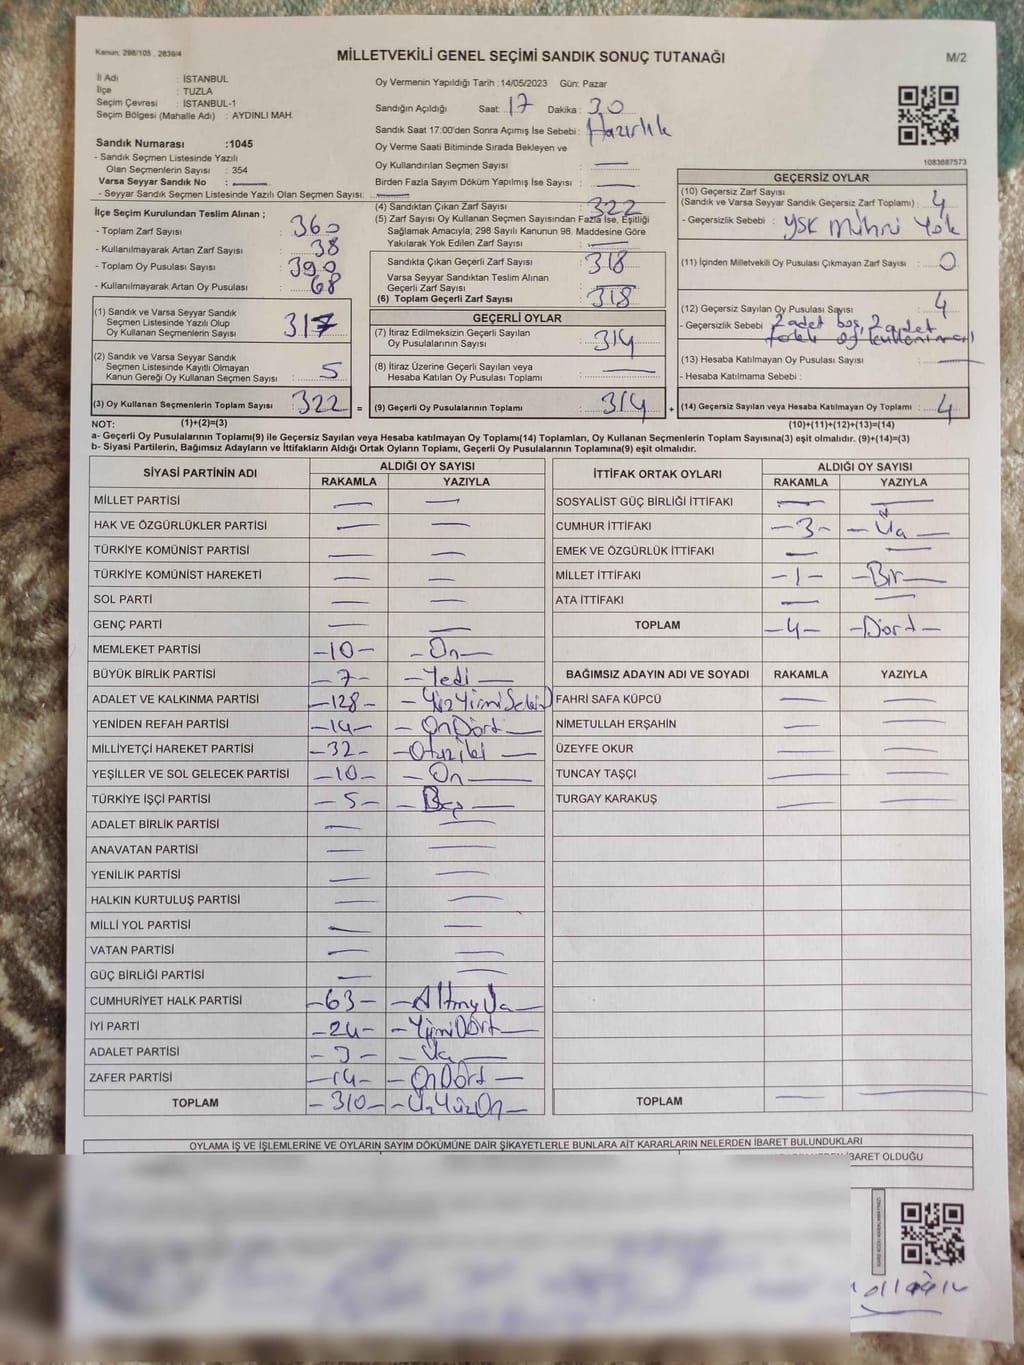 Kanun: 298/105 , 2839/4
MİLLETVEKİLİ GENEL SEÇİMİ SANDIK SONUÇ TUTANAĞI
M/2
İl Adı : İSTANBUL
İlçe : TUZLA
Seçim Çevresi : İSTANBUL-1
Seçim Bölgesi (Mahalle Adı) : AYDINLI MAH.
Sandık Numarası :1045
- Sandık Seçmen Listesinde Yazılı
Olan Seçmenlerin Sayısı : 354
Varsa Seyyar Sandık No :
- Seyyar Sandık Seçmen Listesinde Yazılı Olan Seçmen Sayısı:
Oy Vermenin Yapıldığı Tarih : 14/05/2023 Gün: Pazar
Sandığın Açıldığı Saat: 17 Dakika : 30
Sandık Saat 17:00'den Sonra Açımış İse Sebebi : Hazırlık
Oy Verme Saati Bitiminde Sırada Bekleyen ve
Oy Kullandırılan Seçmen Sayısı :
Birden Fazla Sayım Döküm Yapılmış İse Sayısı :
1083687573
İlçe Seçim Kurulundan Teslim Alınan ;
- Toplam Zarf Sayısı : 360
- Kullanılmayarak Artan Zarf Sayısı : 38
- Toplam Oy Pusulası Sayısı : 390
- Kullanılmayarak Artan Oy Pusulası : 68
(4) Sandıktan Çıkan Zarf Sayısı : 322
(5) Zarf Sayısı Oy Kullanan Seçmen Sayısından Fazla İse, Eşitliği
Sağlamak Amacıyla; 298 Sayılı Kanunun 98. Maddesine Göre
Yakılarak Yok Edilen Zarf Sayısı :
Sandıkta Çıkan Geçerli Zarf Sayısı : 318
Varsa Seyyar Sandıktan Teslim Alınan
Geçerli Zarf Sayısı :
(6) Toplam Geçerli Zarf Sayısı : 318
GEÇERSİZ OYLAR
(10) Geçersiz Zarf Sayısı
(Sandık ve Varsa Seyyar Sandık Geçersiz Zarf Toplamı) : 4
- Geçersizlik Sebebi : YSK Mührü Yok
(11) İçinden Milletvekili Oy Pusulası Çıkmayan Zarf Sayısı : 0
(12) Geçersiz Sayılan Oy Pusulası Sayısı : 4
- Geçersizlik Sebebi : 2 adet boş, 2 adet
oy
(13) Hesaba Katılmayan Oy Pusulası Sayısı :
- Hesaba Katılmama Sebebi :
(1) Sandık ve Varsa Seyyar Sandık
Seçmen Listesinde Yazılı Olup
Oy Kullanan Seçmenlerin Sayısı : 317
(2) Sandık ve Varsa Seyyar Sandık
Seçmen Listesinde Kayıtlı Olmayan
Kanun Gereği Oy Kullanan Seçmen Sayısı : 5
GEÇERLİ OYLAR
(7) İtiraz Edilmeksizin Geçerli Sayılan
Oy Pusulalarının Sayısı : 314
(8) İtiraz Üzerine Geçerli Sayılan veya
Hesaba Katılan Oy Pusulası Toplamı :
(3) Oy Kullanan Seçmenlerin Toplam Sayısı : 322 = (9) Geçerli Oy Pusulalarının Toplamı : 314 + (14) Geçersiz Sayılan veya Hesaba Katılmayan Oy Toplamı : 4
NOT: (1)+(2)=(3) (10)+(11)+(12)+(13)=(14)
a- Geçerli Oy Pusulalarının Toplamı(9) ile Geçersiz Sayılan veya Hesaba katılmayan Oy Toplamı(14) Toplamları, Oy Kullanan Seçmenlerin Toplam Sayısına(3) eşit olmalıdır. (9)+(14)=(3)
b- Siyasi Partilerin, Bağımsız Adayların ve İttifakların Aldığı Ortak Oyların Toplamı, Geçerli Oy Pusulalarının Toplamına(9) eşit olmalıdır.
SİYASİ PARTİNİN ADI ALDIĞI OY SAYISI
RAKAMLA YAZIYLA
MİLLET PARTİSİ
HAK VE ÖZGÜRLÜKLER PARTİSİ
TÜRKİYE KOMÜNİST PARTİSİ
TÜRKİYE KOMÜNİST HAREKETİ
SOL PARTİ
GENÇ PARTİ
MEMLEKET PARTİSİ -10- -On-
BÜYÜK BİRLİK PARTİSİ -7- -Yedi-
ADALET VE KALKINMA PARTİSİ -128- -YüzYirmiSekiz
YENİDEN REFAH PARTİSİ -14- -OnDört-
MİLLİYETÇİ HAREKET PARTİSİ -32- -Otuziki-
YEŞİLLER VE SOL GELECEK PARTİSİ -10- -On-
TÜRKİYE İŞÇİ PARTİSİ -5- -Beş-
ADALET BİRLİK PARTİSİ
ANAVATAN PARTİSİ
YENİLİK PARTİSİ
HALKIN KURTULUŞ PARTİSİ
MİLLİ YOL PARTİSİ
VATAN PARTİSİ
GÜÇ BİRLİĞİ PARTİSİ
CUMHURİYET HALK PARTİSİ -63- -AltmışÜç-
İYİ PARTİ -24- -YirmiDört-
ADALET PARTİSİ -3- -Üç-
ZAFER PARTİSİ -14- -OnDört-
TOPLAM -310- -ÜçYüzOn-
İTTİFAK ORTAK OYLARI ALDIĞI OY SAYISI
RAKAMLA YAZIYLA
SOSYALİST GÜÇ BİRLİĞİ İTTİFAKI
CUMHUR İTTİFAKI -3- -Üç-
EMEK VE ÖZGÜRLÜK İTTİFAKI
MİLLET İTTİFAKI -1- -Bir-
ATA İTTİFAKI
TOPLAM -4- -Dört-
BAĞIMSIZ ADAYIN ADI VE SOYADI RAKAMLA YAZIYLA
FAHRİ SAFA KÜPCÜ
NİMETULLAH ERŞAHİN
ÜZEYFE OKUR
TUNCAY TAŞÇI
TURGAY KARAKUŞ
TOPLAM
OYLAMA İŞ VE İŞLEMLERİNE VE OYLARIN SAYIM DÖKÜMÜNE DAİR ŞİKAYETLERLE BUNLARA AİT KARARLARIN NELERDEN İBARET BULUNDUKLARI
İBARET OLDUĞU